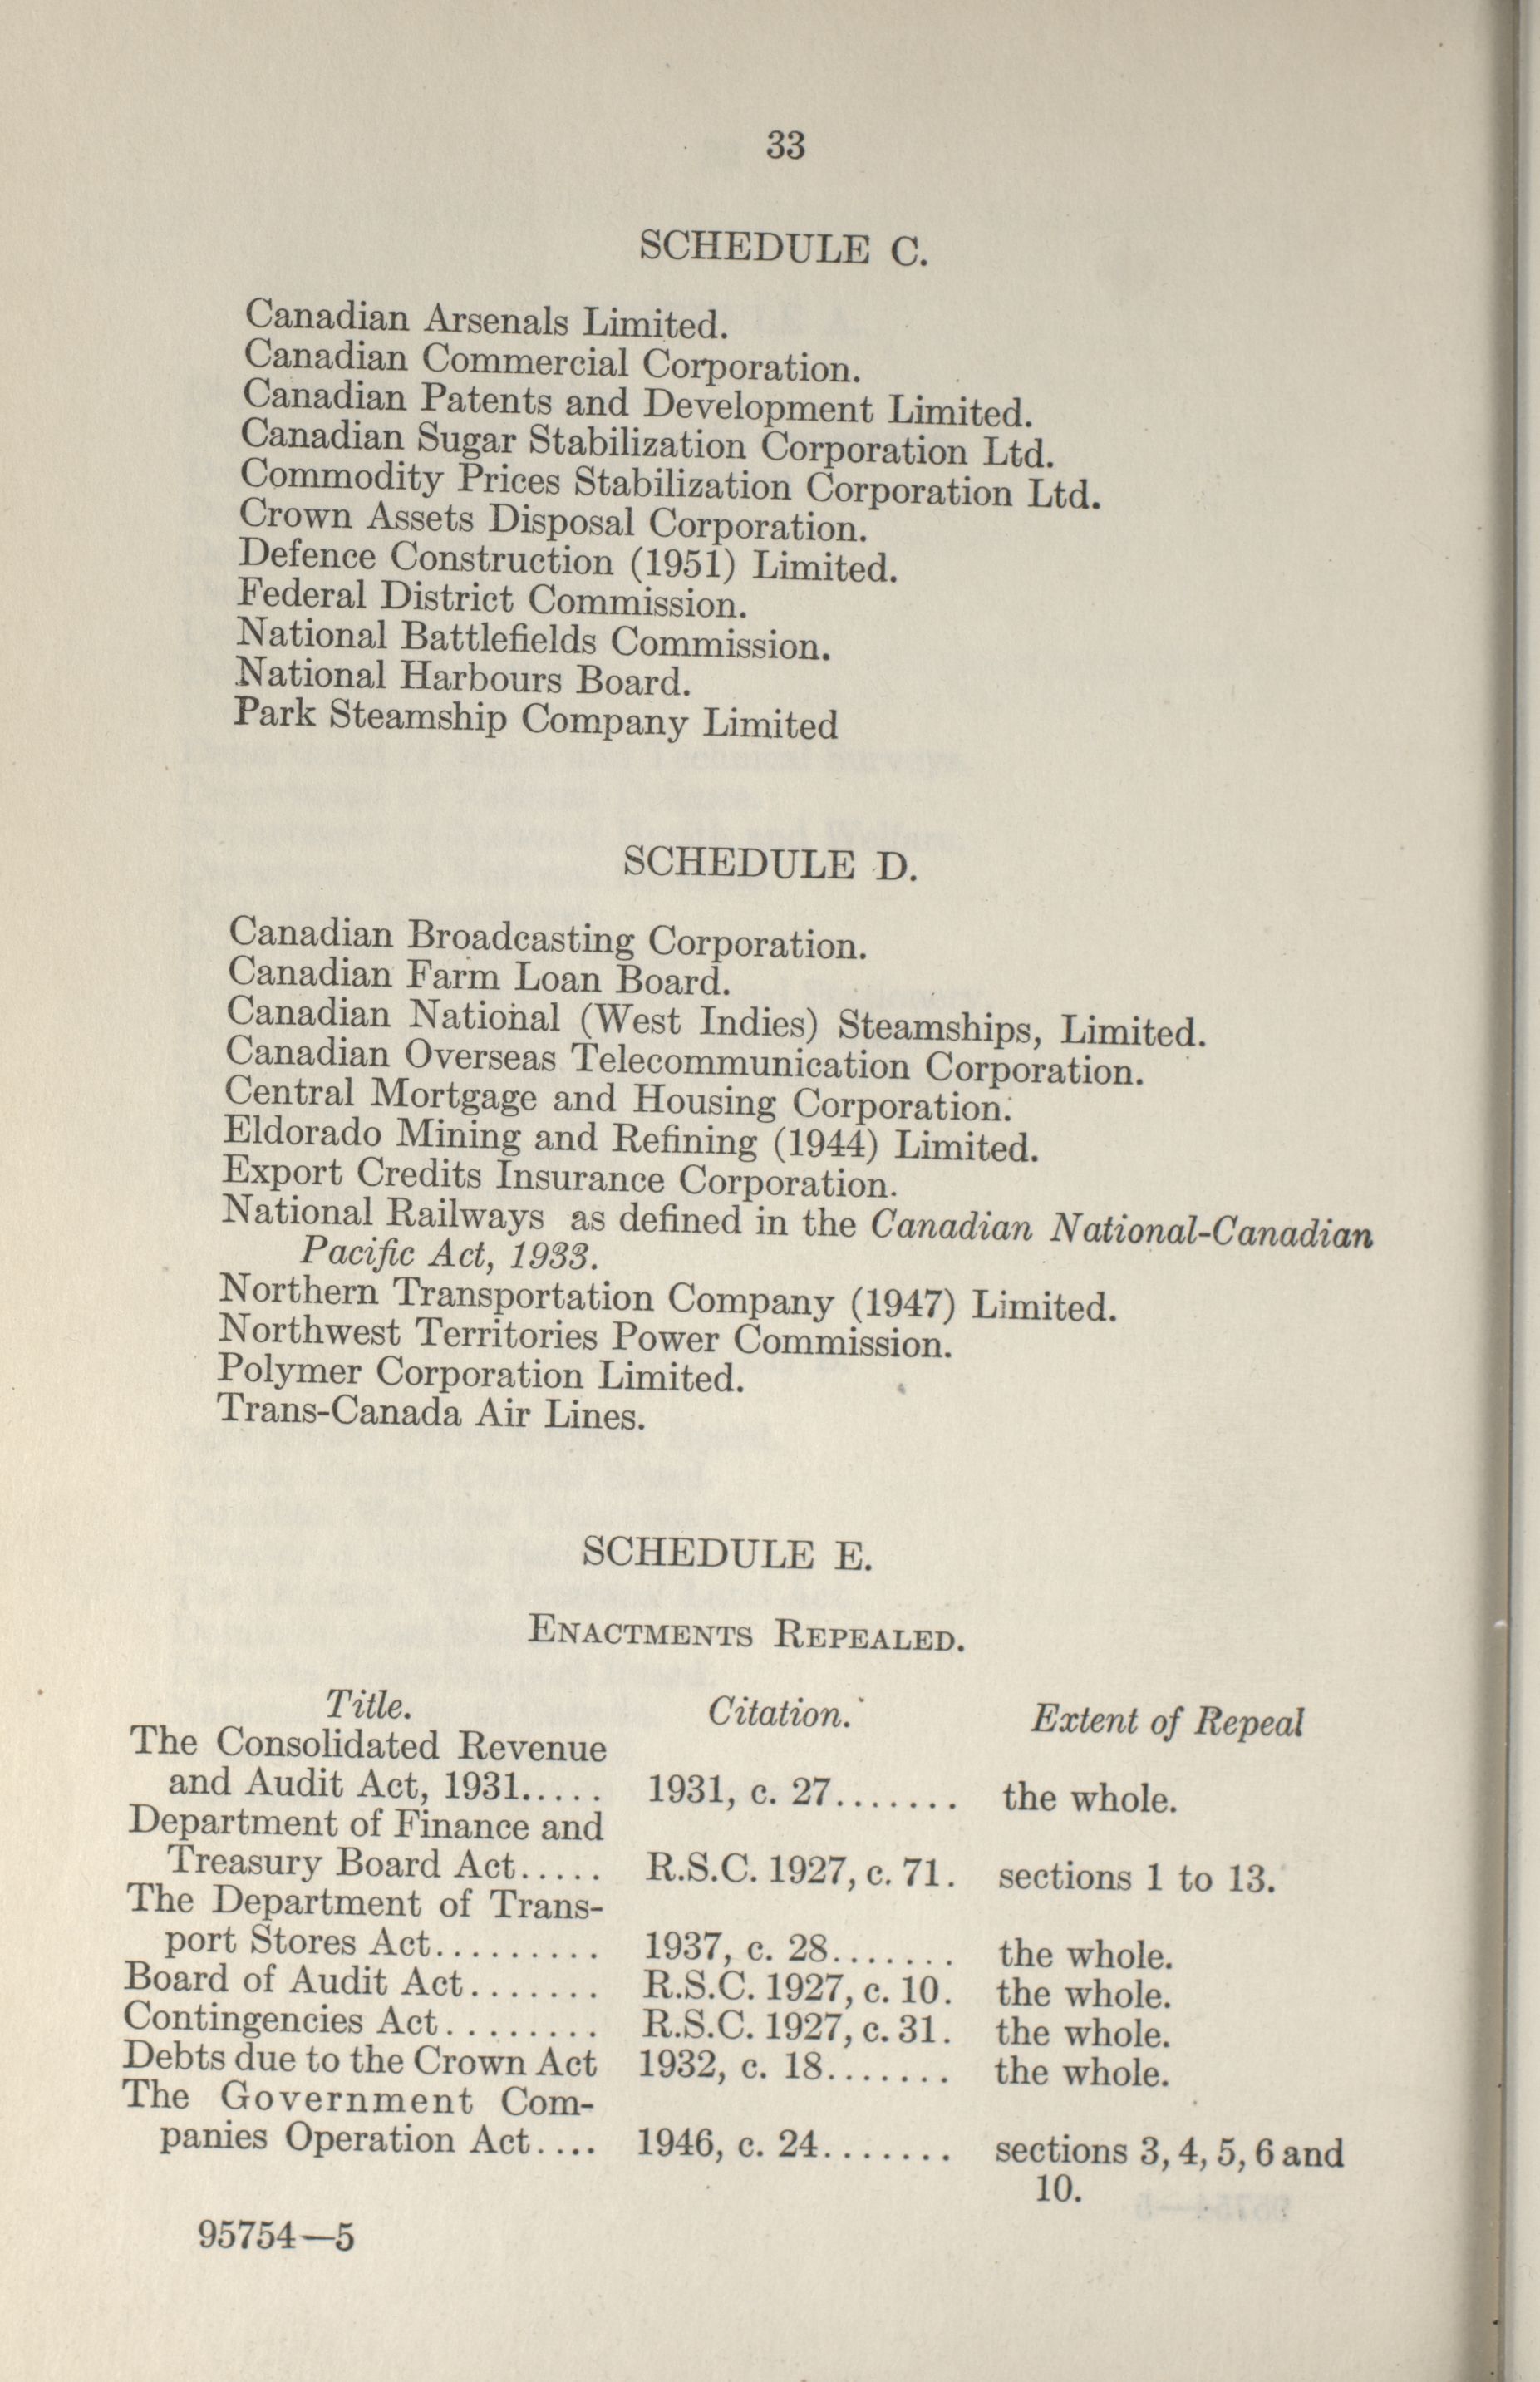 33
SCHEDULE C.
Canadian Arsenals Limited.
Canadian Commercial Corporation.
Canadian Patents and Development Limited.
Canadian Sugar Stabilization Corporation Ltd.
Commodity Prices Stabilization Corporation Ltd.
Crown Assets Disposal Corporation.
Defence Construction (1951) Limited.
Federal District Commission.
National Battlefields Commission.
National Harbours Board.
Park Steamship Company Limited
SCHEDULE D.
Canadian Broadcasting Corporation.
Canadian Farm Loan Board.
Canadian National (West Indies) Steamships, Limited.
Canadian Overseas Telecommunication Corporation.
Central Mortgage and Housing Corporation.
Eldorado Mining and Refining (1944) Limited.
Export Credits Insurance Corporation.
National Railways as defined in the Canadian National-Canadian
Pacific Act, 1933.
Northern Transportation Company (1947) Limited.
Northwest Territories Power Commission.
Polymer Corporation Limited.
Trans-Canada Air Lines.
SCHEDULE E.
ENACTMENTS REPEALED.
Title. Citation. Extent of Repeal
The Consolidated Revenue
and Audit Act, 1931..... 1931, c. 27....... the whole.
Department of Finance and
Treasury Board Act..... R.S.C. 1927, c. 71. sections 1 to 13.
The Department of Trans-
port Stores Act......... 1937, c. 28....... the whole.
Board of Audit Act....... R.S.C. 1927, c. 10. the whole.
Contingencies Act........ R.S.C. 1927, c. 31. the whole.
Debts due to the Crown Act 1932, c. 18....... the whole.
The Government Com-
panies Operation Act.... 1946, c. 24....... sections 3, 4, 5, 6 and
10.
95754—5